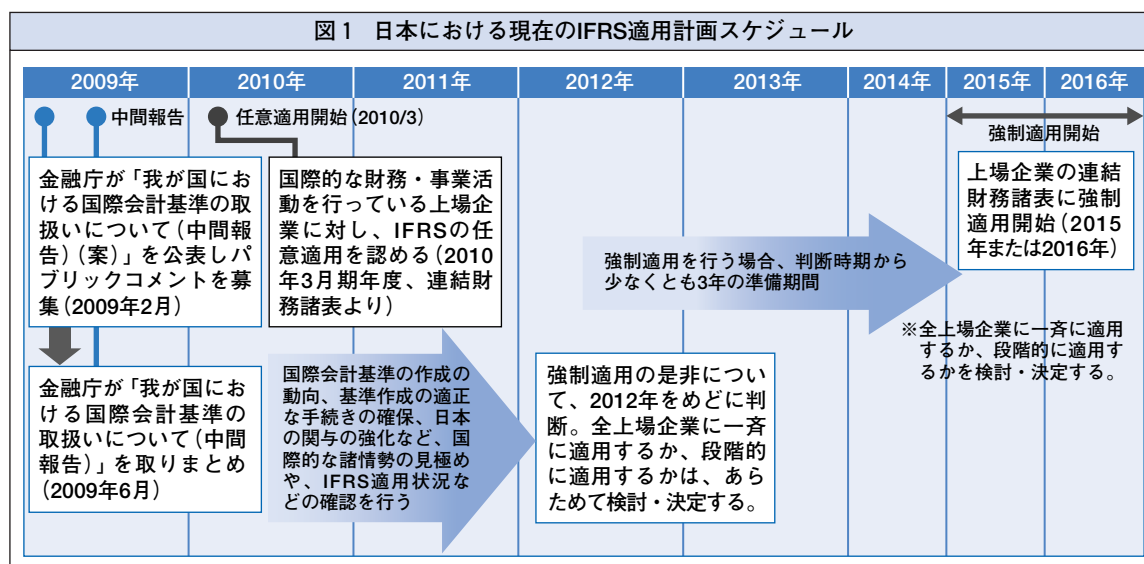 図1 日本における現在のIFRS適用計画スケジュール
2009年
2010年
2011年
2012年
2013年
2014年
2015年
2016年
中間報告
任意適用開始(2010/3)
強制適用開始
金融庁が「我が国にお
ける国際会計基準の取
扱いについて(中間報
告)(案)」を公表しパ
ブリックコメントを募
集(2009年2月)
国際的な財務・事業活
動を行っている上場企
業に対し、IFRSの任
意適用を認める(2010
年3月期年度、連結財
務諸表より)
強制適用を行う場合、判断時期から
少なくとも3年の準備期間
上場企業の連結
財務諸表に強制
適用開始(2015
年または2016年)
※全上場企業に一斉に適用
するか、段階的に適用す
るかを検討・決定する。
金融庁が「我が国にお
ける国際会計基準の
取扱いについて(中間
報告)」を取りまとめ
(2009年6月)
国際会計基準の作成の
動向、基準作成の適正
な手続きの確保、日本
の関与の強化など、国
際的な諸情勢の見極め
や、IFRS適用状況な
どの確認を行う
強制適用の是非につい
て、2012年をめどに判
断。全上場企業に一斉
に適用するか、段階的
に適用するかは、あら
ためて検討・決定する。